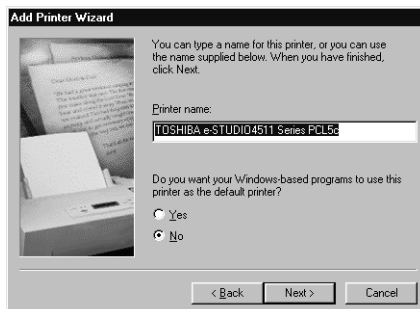 Add Printer Wizard
You can type a name for this printer, or you can use
the name supplied below. When you have finished,
click Next.
Printer name:
TOSHIBA e-STUDIO4511 Series PCL5c
Do you want your Windows-based programs to use this
printer as the default printer?
Yes
No
< Back
Next >
Cancel